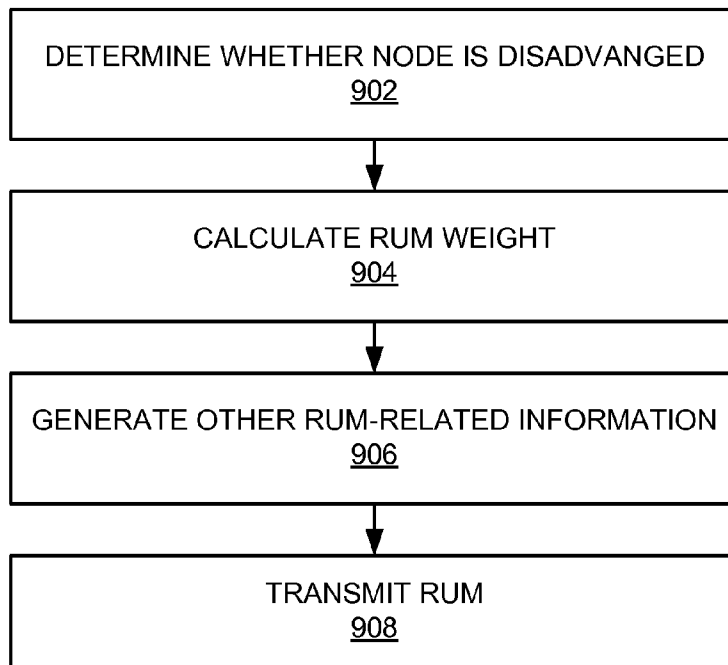 DETERMINE WHETHER NODE IS DISADVANGED
902
CALCULATE RUM WEIGHT
904
GENERATE OTHER RUM-RELATED INFORMATION
906
TRANSMIT RUM
908